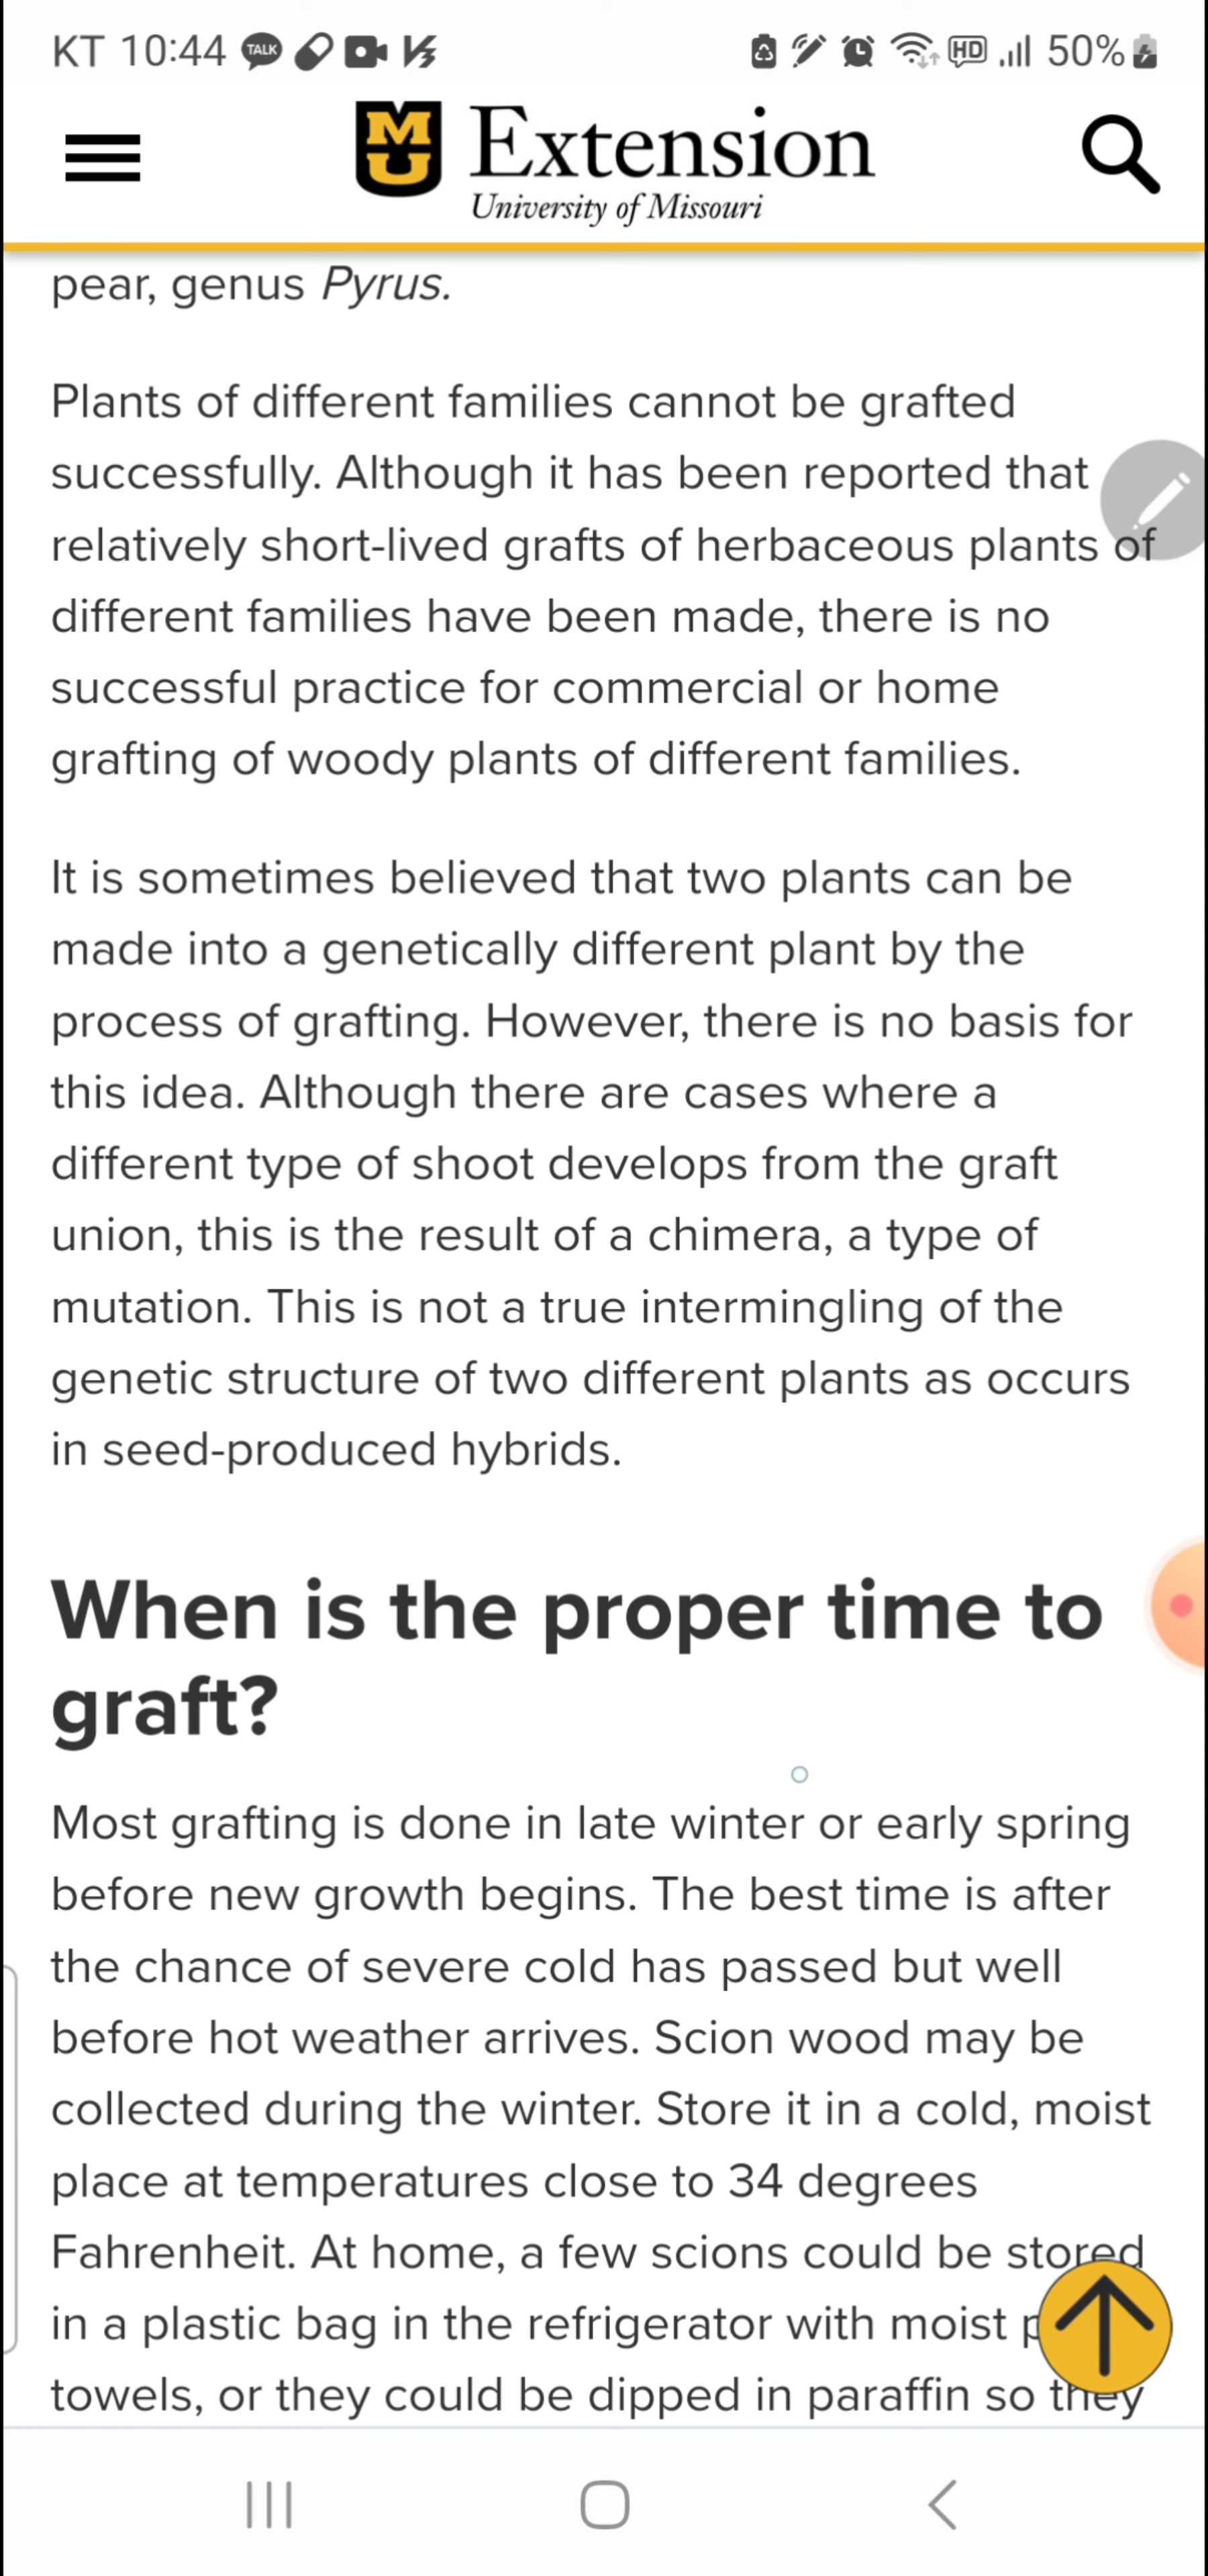 KT 10:44 TALK HD 50%
MU Extension
University of Missouri
pear, genus Pyrus.
Plants of different families cannot be grafted
successfully. Although it has been reported that
relatively short-lived grafts of herbaceous plants of
different families have been made, there is no
successful practice for commercial or home
grafting of woody plants of different families.
It is sometimes believed that two plants can be
made into a genetically different plant by the
process of grafting. However, there is no basis for
this idea. Although there are cases where a
different type of shoot develops from the graft
union, this is the result of a chimera, a type of
mutation. This is not a true intermingling of the
genetic structure of two different plants as occurs
in seed-produced hybrids.
When is the proper time to
graft?
Most grafting is done in late winter or early spring
before new growth begins. The best time is after
the chance of severe cold has passed but well
before hot weather arrives. Scion wood may be
collected during the winter. Store it in a cold, moist
place at temperatures close to 34 degrees
Fahrenheit. At home, a few scions could be stored
in a plastic bag in the refrigerator with moist
towels, or they could be dipped in paraffin so they